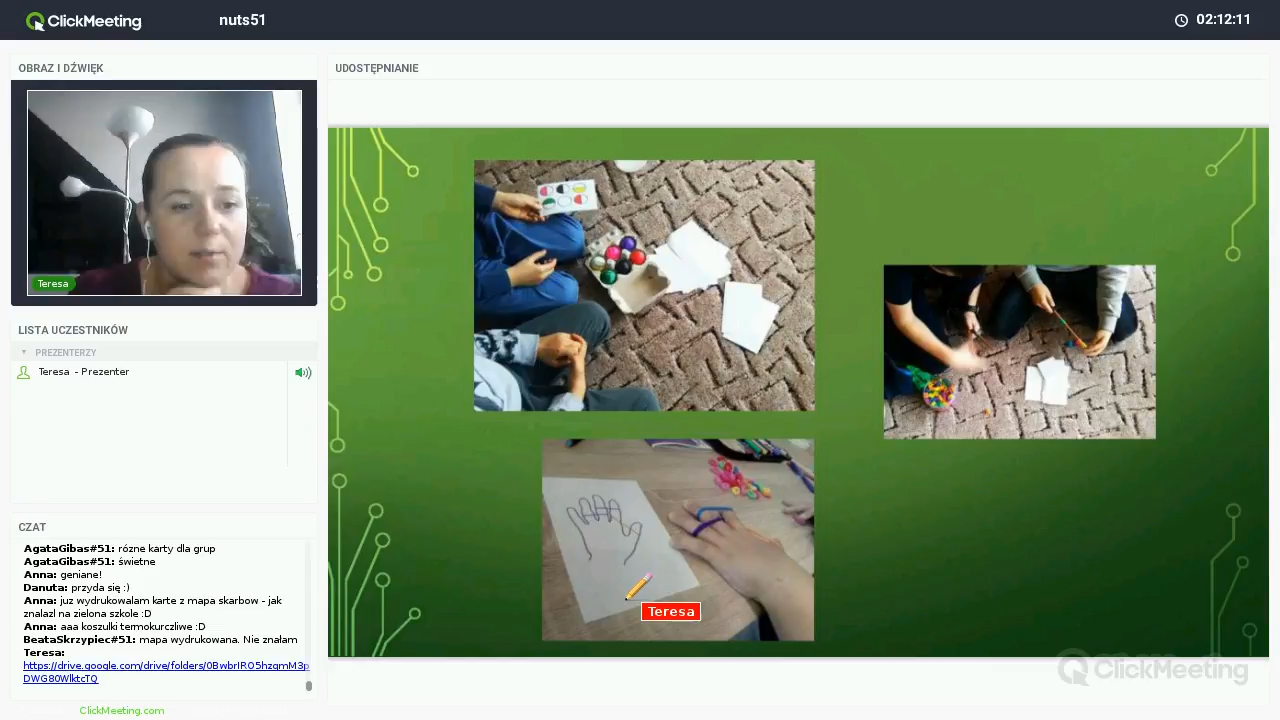 ClickMeeting
nuts51
02:12:11
OBRAZ I DŹWIĘK
Teresa
LISTA UCZESTNIKÓW
PREZENTERZY
Teresa - Prezenter
CZAT
AgataGibas#51: rózne karty dla grup
AgataGibas#51: świetne
Anna: geniane!
Danuta: przyda się :)
Anna: juz wydrukowalam karte z mapa skarbow - jak
znalazl na zielona szkole :D
Anna: aaa koszulki termokurczliwe :D
BeataSkrzypiec#51: mapa wydrukowana. Nie znałam
Teresa:
https://drive.google.com/drive/folders/0BwbrIRO5hzqmM3p
DWG80WlktcTQ
ClickMeeting.com
UDOSTĘPNIANIE
Teresa
ClickMeeting